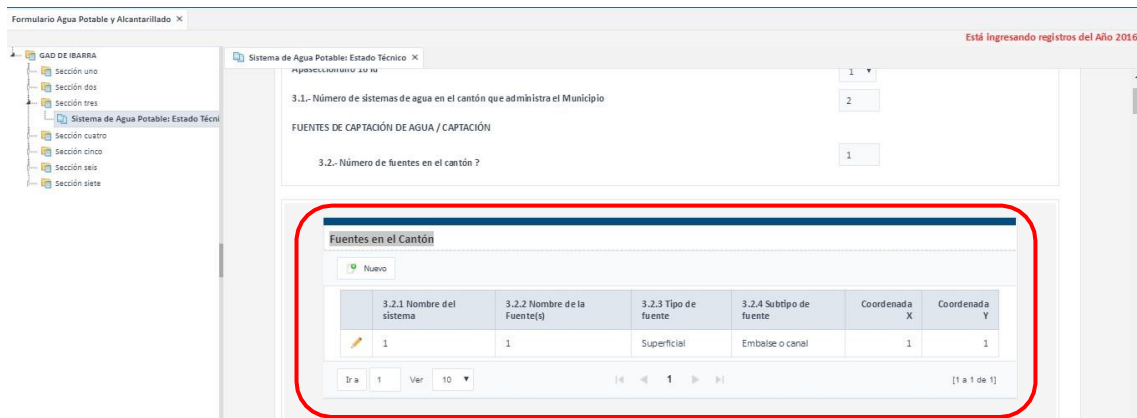 Formulario Agua Potable y Alcantarillado ×
Está ingresando registros del Año 2016
GAD DE IBARRA
Sección uno
Sección dos
Sección tres
Sistema de Agua Potable: Estado Técni
Sección cuatro
Sección cinco
Sección seis
Sección siete
Sistema de Agua Potable: Estado Técnico ×
1
3.1.- Número de sistemas de agua en el cantón que administra el Municipio 2
FUENTES DE CAPTACIÓN DE AGUA / CAPTACIÓN
3.2.- Número de fuentes en el cantón ? 1
Fuentes en el Cantón
Nuevo
3.2.1 Nombre del sistema 3.2.2 Nombre de la Fuente(s) 3.2.3 Tipo de fuente 3.2.4 Subtipo de fuente Coordenada X Coordenada Y
1 1 Superficial Embalse o canal 1 1
Ir a 1 Ver 10 1 [1 a 1 de 1]